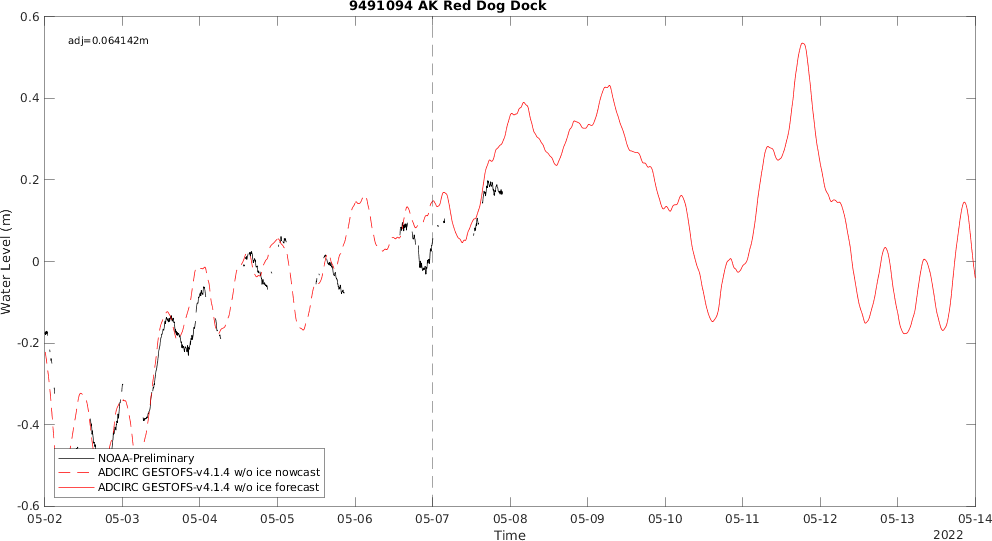 9491094 AK Red Dog Dock
adj=0.064142m
0.6
0.4
0.2
0
-0.2
-0.4
-0.6
Water Level (m)
NOAA-Preliminary
ADCIRC GESTOFS-v4.1.4 w/o ice nowcast
ADCIRC GESTOFS-v4.1.4 w/o ice forecast
05-02 05-03 05-04 05-05 05-06 05-07 05-08 05-09 05-10 05-11 05-12 05-13 05-14
Time
2022